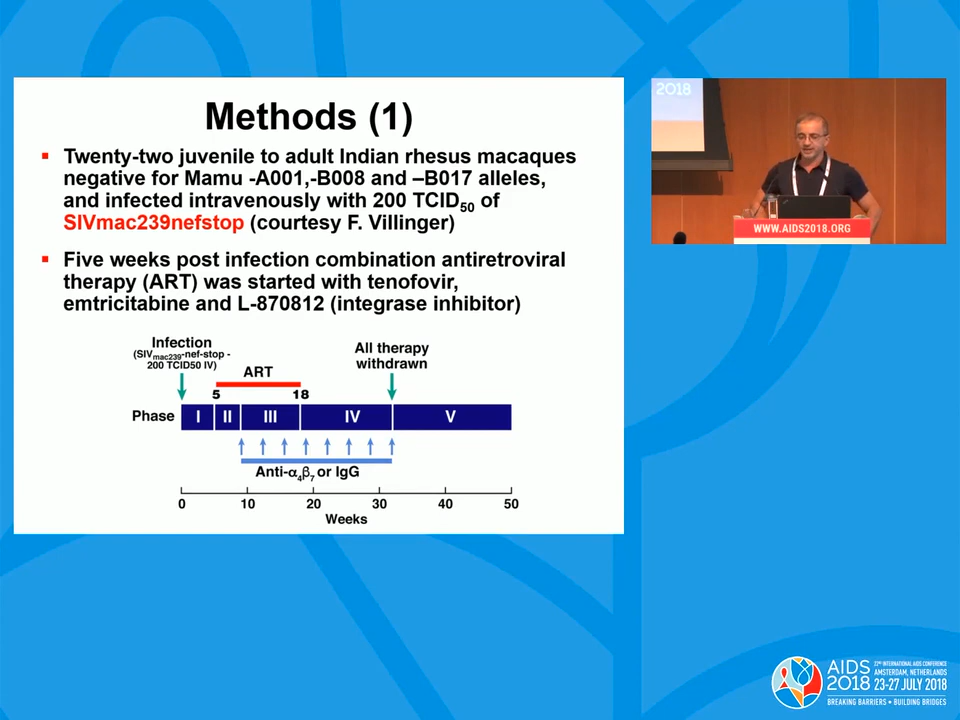 Methods (1)
▪ Twenty-two juvenile to adult Indian rhesus macaques
negative for Mamu -A001,-B008 and –B017 alleles,
and infected intravenously with 200 TCID50 of
SIVmac239nefstop (courtesy F. Villinger)
▪ Five weeks post infection combination antiretroviral
therapy (ART) was started with tenofovir,
emtricitabine and L-870812 (integrase inhibitor)
Infection
(SIVmac239-nef-stop -
200 TCID50 IV)
ART
All therapy
withdrawn
5 18
Phase I II III IV V
Anti-α4β7 or IgG
0 10 20 30 40 50
Weeks
2018
WWW.AIDS2018.ORG
AIDS
2018
22ND INTERNATIONAL AIDS CONFERENCE
AMSTERDAM, NETHERLANDS
23-27 JULY 2018
BREAKING BARRIERS • BUILDING BRIDGES